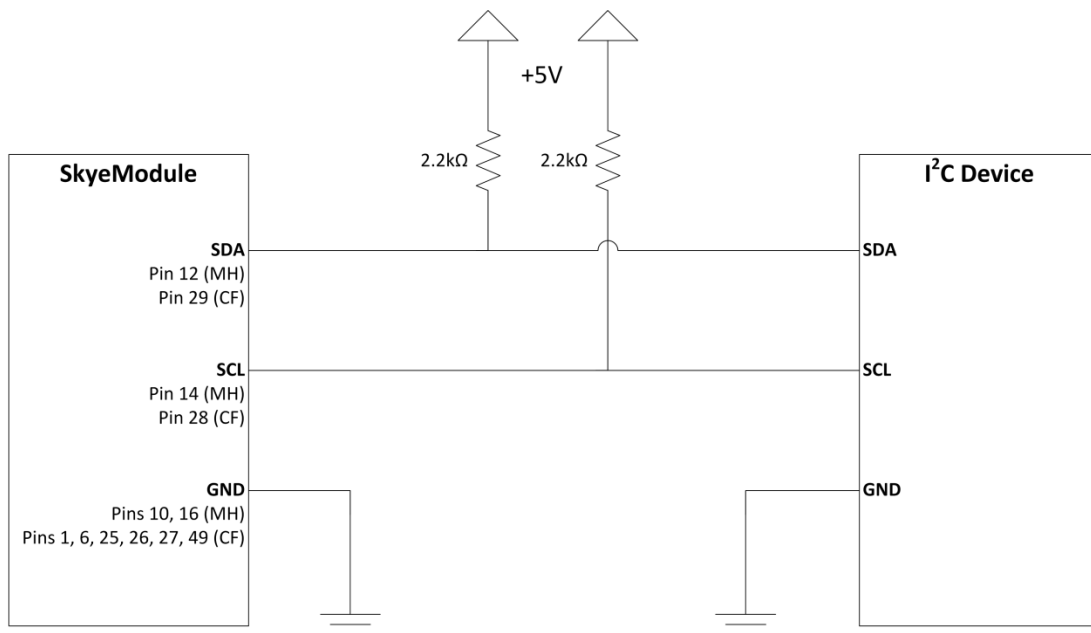 +5V
2.2kΩ
2.2kΩ
SkyeModule
I²C Device
SDA
Pin 12 (MH)
Pin 29 (CF)
SDA
SCL
Pin 14 (MH)
Pin 28 (CF)
SCL
GND
Pins 10, 16 (MH)
Pins 1, 6, 25, 26, 27, 49 (CF)
GND